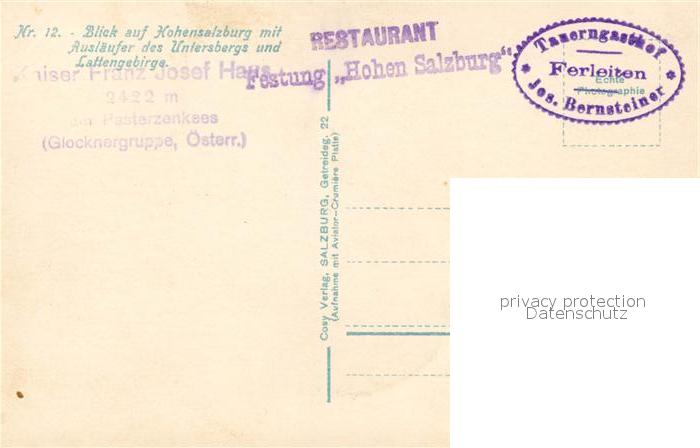 Nr. 12. - Blick auf Hohensalzburg mit
Ausläufer des Untersbergs und
Lattengebirge.
Kaiser Franz Josef Haus
2422 m
am Pasterzenkees
(Glocknergruppe, Österr.)
RESTAURANT
Festung „Hohen Salzburg"
Tauerngasthof
Ferleiten
* Jos. Bernsteiner *
Echte
Photographie
Cosy Verlag, SALZBURG, Getreideg. 22
(Aufnahme mit Aviator-Crumière Platte)
privacy protection
Datenschutz